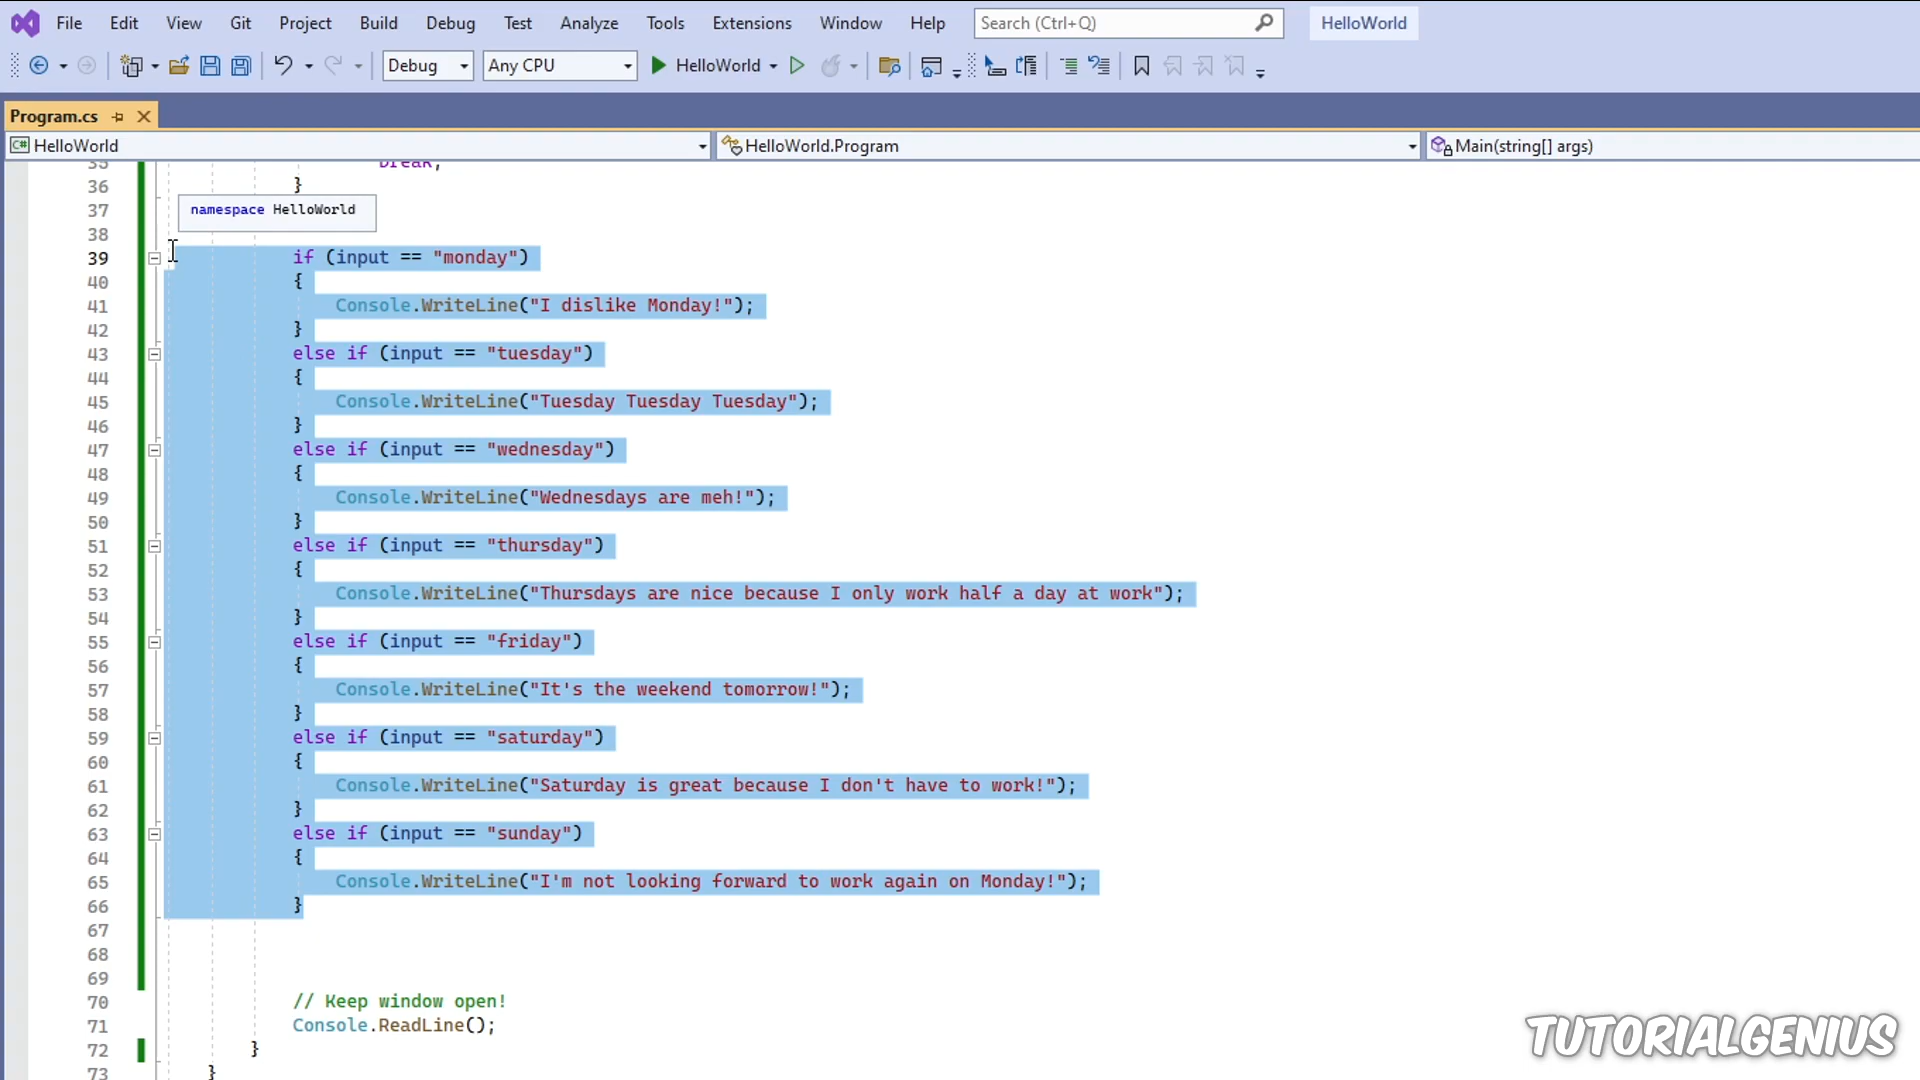 File Edit View Git Project Build Debug Test Analyze Tools Extensions Window Help Search (Ctrl+Q) HelloWorld
Debug Any CPU HelloWorld
Program.cs
HelloWorld HelloWorld.Program Main(string[] args)
35 break;
36 }
37 namespace HelloWorld
38
39 if (input == "monday")
40 {
41 Console.WriteLine("I dislike Monday!");
42 }
43 else if (input == "tuesday")
44 {
45 Console.WriteLine("Tuesday Tuesday Tuesday");
46 }
47 else if (input == "wednesday")
48 {
49 Console.WriteLine("Wednesdays are meh!");
50 }
51 else if (input == "thursday")
52 {
53 Console.WriteLine("Thursdays are nice because I only work half a day at work");
54 }
55 else if (input == "friday")
56 {
57 Console.WriteLine("It's the weekend tomorrow!");
58 }
59 else if (input == "saturday")
60 {
61 Console.WriteLine("Saturday is great because I don't have to work!");
62 }
63 else if (input == "sunday")
64 {
65 Console.WriteLine("I'm not looking forward to work again on Monday!");
66 }
67
68
69
70 // Keep window open!
71 Console.ReadLine();
72 }
73 }
TUTORIALGENIUS